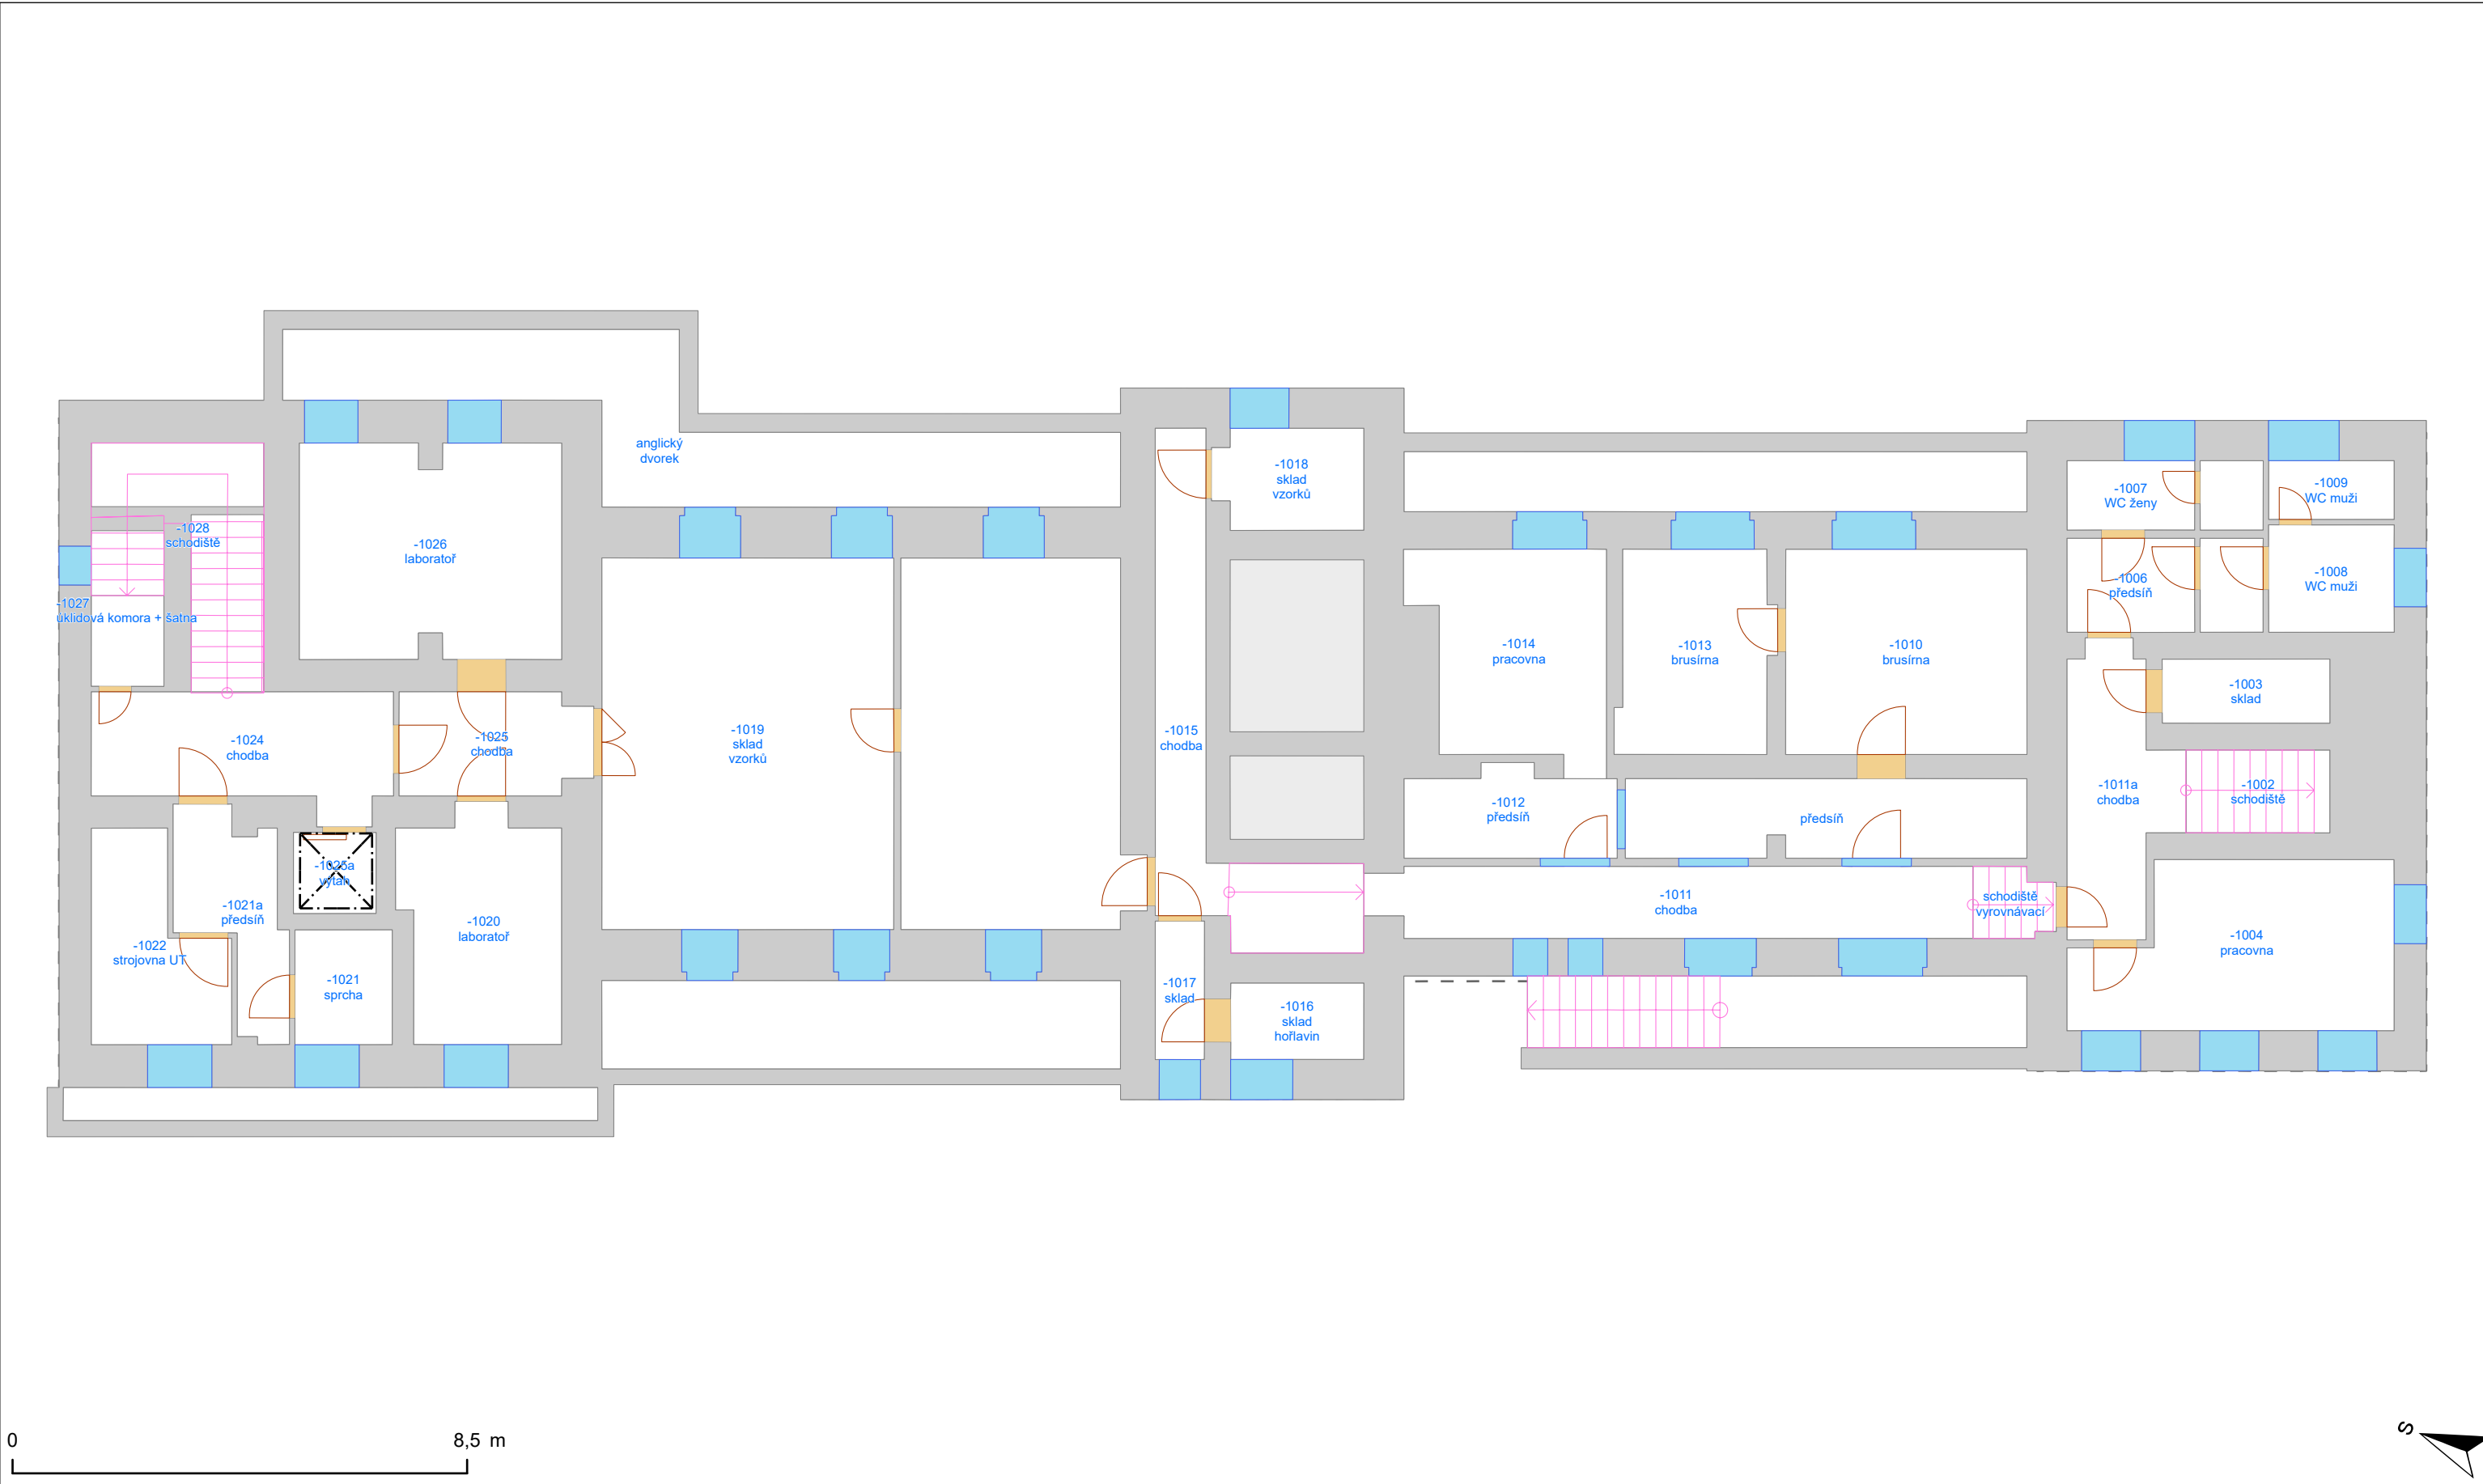 anglický
dvorek
-1018
sklad
vzorků
-1007
WC ženy
-1009
WC muži
-1028
schodiště
-1026
laboratoř
-1006
předsíň
-1008
WC muži
-1027
úklidová komora + šatna
-1014
pracovna
-1013
brusírna
-1010
brusírna
-1003
sklad
-1024
chodba
-1025
chodba
-1019
sklad
vzorků
-1015
chodba
-1012
předsíň
předsíň
-1011a
chodba
-1002
schodiště
-1025a
výtah
-1021a
předsíň
-1020
laboratoř
-1011
chodba
schodiště
vyrovnávací
-1004
pracovna
-1022
strojovna UT
-1021
sprcha
-1017
sklad
-1016
sklad
hořlavin
0
8,5 m
S